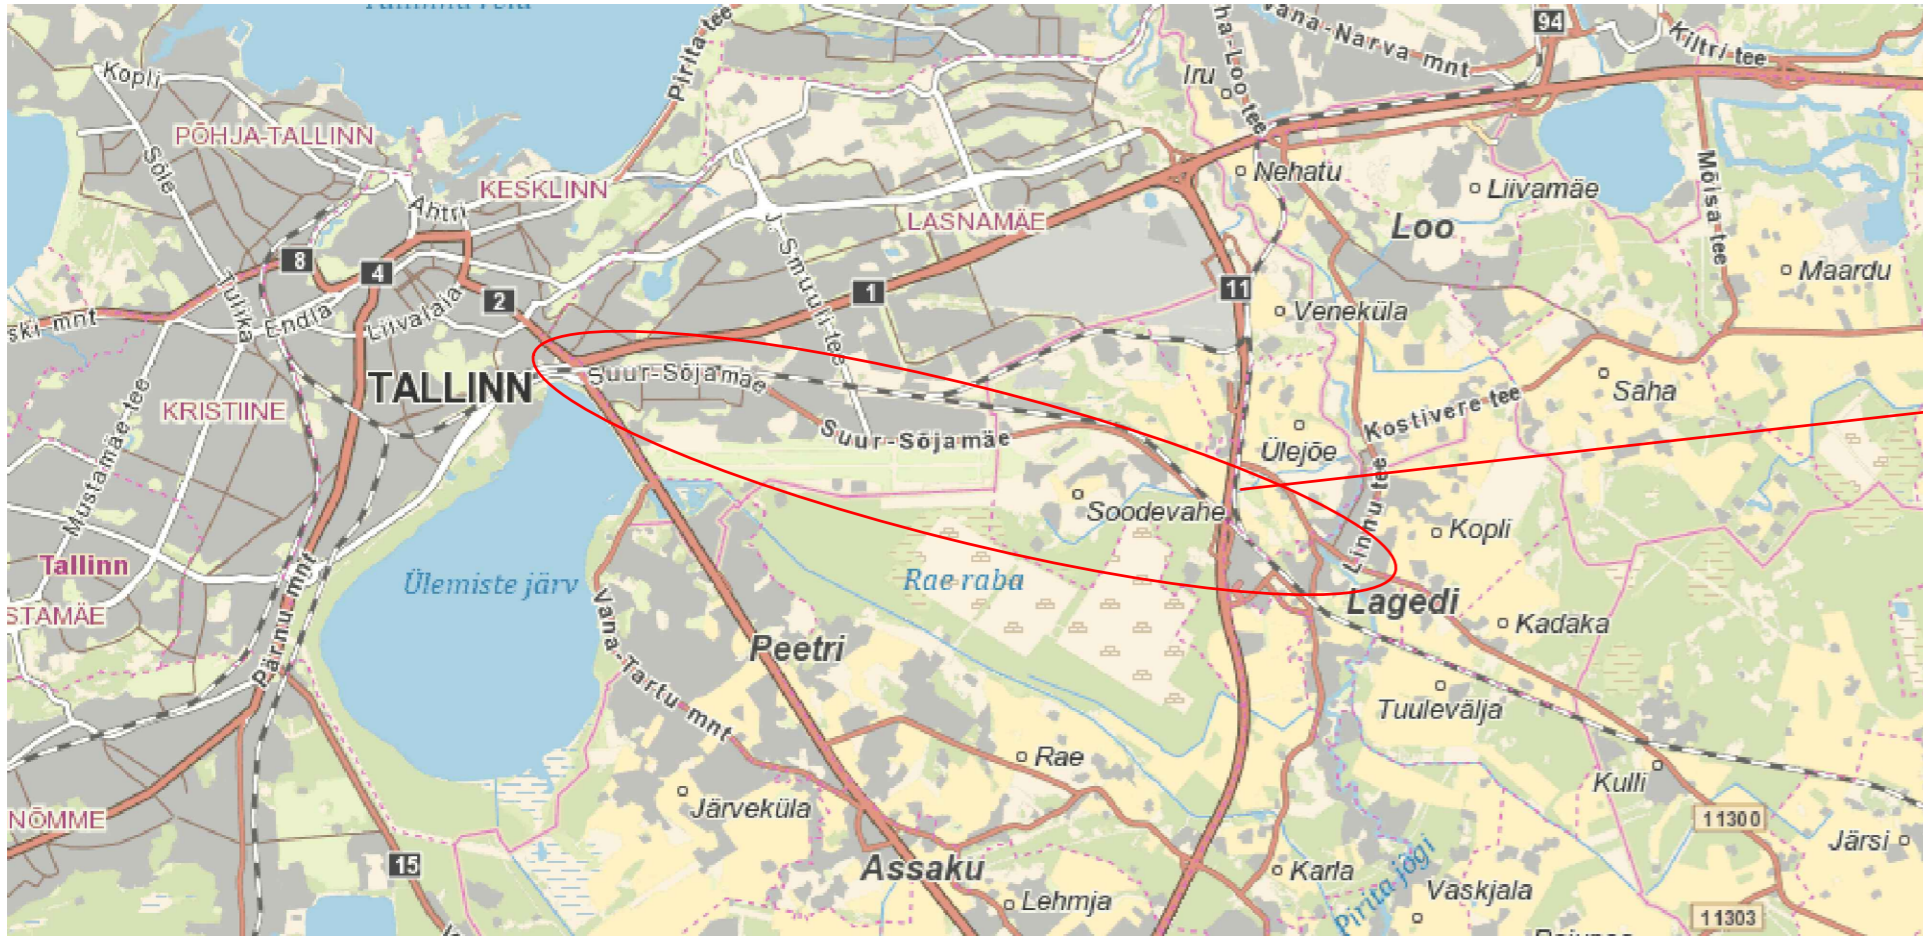 Pirita tee
Vana-Narva mnt
94
Kiltri tee
Kopli
Iru
PÕHJA-TALLINN
Sõle
KESKLINN
Ahtri
Nehatu
Liivamäe
Mõisa tee
LASNAMÄE
Loo
J. Smuuli tee
8
4
2
1
11
Maardu
Tulika
Endla
Liivalaia
Veneküla
ski mnt
TALLINN
Suur-Sõjamäe
Saha
Mustamäe tee
KRISTIINE
Kostivere tee
Suur-Sõjamäe
Ülejõe
Linnu tee
Soodevahe
Kopli
Tallinn
Ülemiste järv
Rae raba
Lagedi
Kadaka
STAMÄE
Pärnu mnt
Vana-Tartu mnt
Peetri
Tuulevälja
Rae
Kulli
Järveküla
NÕMME
11300
Järsi
15
Assaku
Karla
Pirita jõgi
Vaskjala
Lehmja
11303